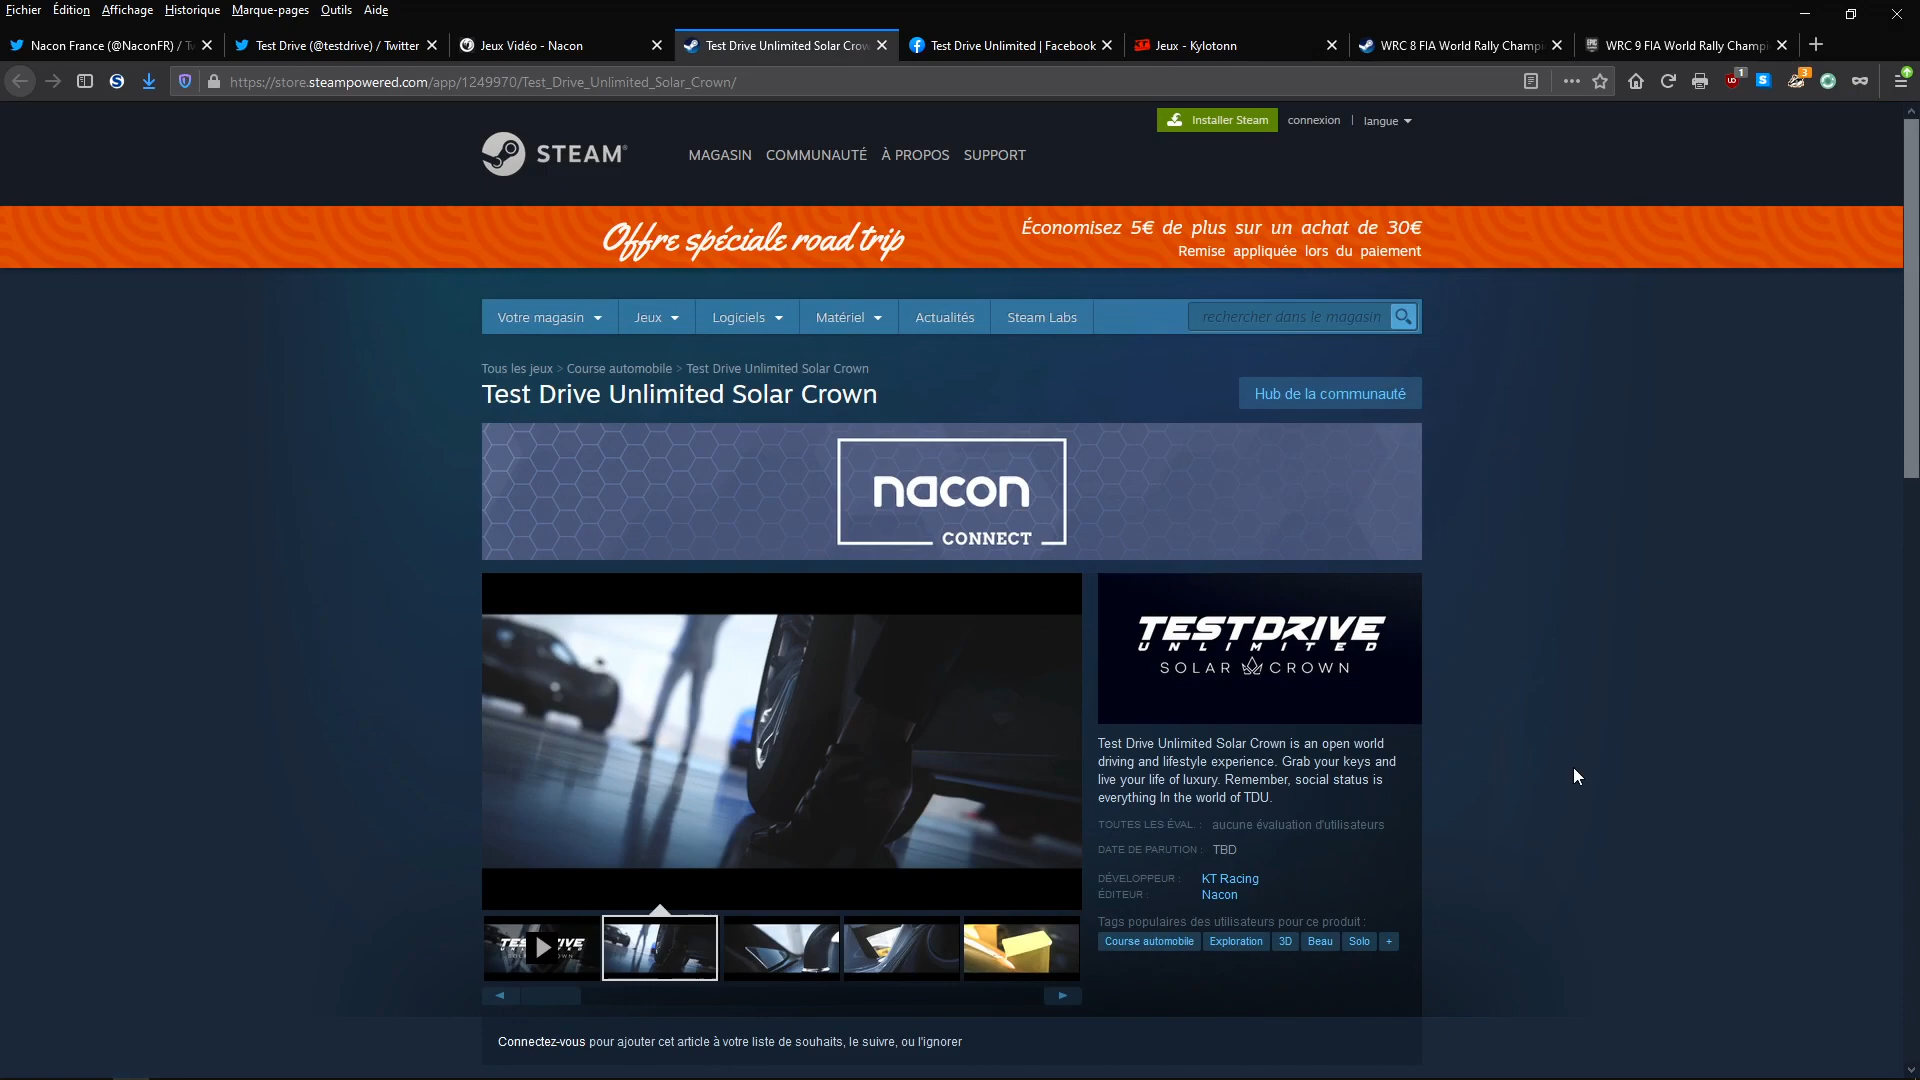 Fichier Édition Affichage Historique Marque-pages Outils Aide
Nacon France (@NaconFR) / Tw
Test Drive (@testdrive) / Twitter
Jeux Vidéo - Nacon
Test Drive Unlimited Solar Crow
Test Drive Unlimited | Facebook
Jeux - Kylotonn
WRC 8 FIA World Rally Champi
WRC 9 FIA World Rally Champi
https://store.steampowered.com/app/1249970/Test_Drive_Unlimited_Solar_Crown/
1
3
Installer Steam connexion | langue
STEAM®
MAGASIN COMMUNAUTÉ À PROPOS SUPPORT
Offre spéciale road trip
Économisez 5€ de plus sur un achat de 30€
Remise appliquée lors du paiement
Votre magasin Jeux Logiciels Matériel Actualités Steam Labs
rechercher dans le magasin
Tous les jeux > Course automobile > Test Drive Unlimited Solar Crown
Test Drive Unlimited Solar Crown
Hub de la communauté
nacon
CONNECT
TEST DRIVE
UNLIMITED
SOLAR CROWN
Test Drive Unlimited Solar Crown is an open world
driving and lifestyle experience. Grab your keys and
live your life of luxury. Remember, social status is
everything In the world of TDU.
TOUTES LES ÉVAL. : aucune évaluation d'utilisateurs
DATE DE PARUTION : TBD
DÉVELOPPEUR : KT Racing
ÉDITEUR : Nacon
Tags populaires des utilisateurs pour ce produit :
Course automobile Exploration 3D Beau Solo +
Connectez-vous pour ajouter cet article à votre liste de souhaits, le suivre, ou l'ignorer